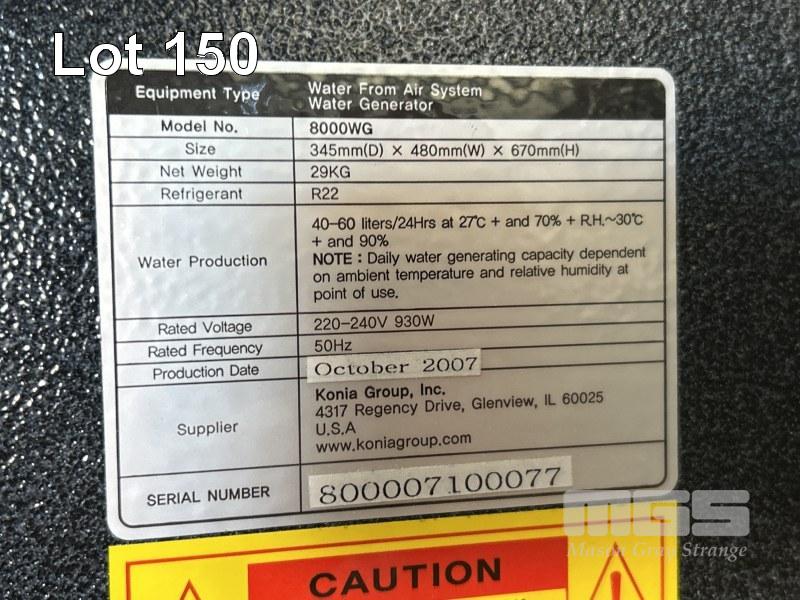 Lot 150
Equipment Type Water From Air System
Water Generator
Model No. 8000WG
Size 345mm(D) × 480mm(W) × 670mm(H)
Net Weight 29KG
Refrigerant R22
Water Production 40-60 liters/24Hrs at 27℃ + and 70% + R.H.~30℃
+ and 90%
NOTE : Daily water generating capacity dependent
on ambient temperature and relative humidity at
point of use.
Rated Voltage 220-240V 930W
Rated Frequency 50Hz
Production Date October 2007
Supplier Konia Group, Inc.
4317 Regency Drive, Glenview, IL 60025
U.S.A
www.koniagroup.com
SERIAL NUMBER 800007100077
MGS
Mason Gray Strange
CAUTION